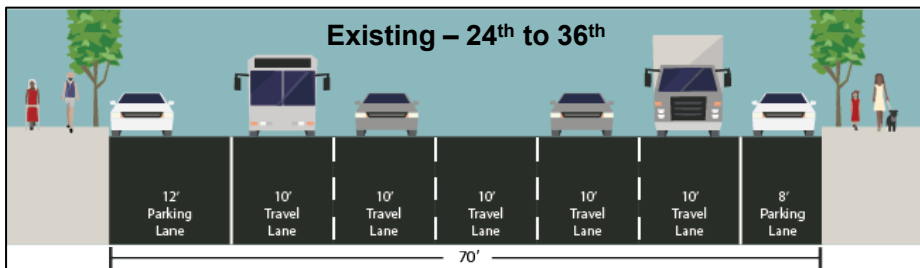 Existing – 24th to 36th
12'
Parking
Lane
10'
Travel
Lane
10'
Travel
Lane
10'
Travel
Lane
10'
Travel
Lane
10'
Travel
Lane
8'
Parking
Lane
70'